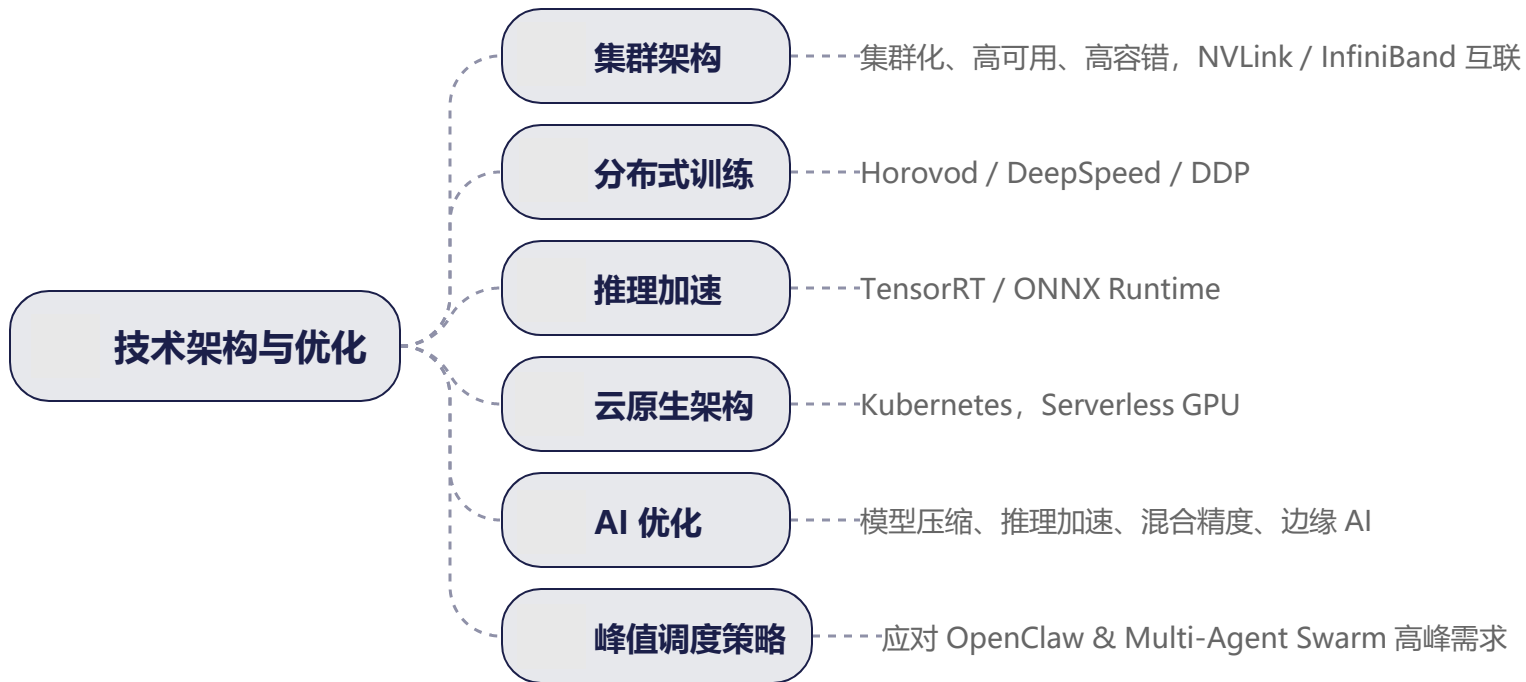 技术架构与优化
集群架构
集群化、高可用、高容错，NVLink / InfiniBand 互联
分布式训练
Horovod / DeepSpeed / DDP
推理加速
TensorRT / ONNX Runtime
云原生架构
Kubernetes，Serverless GPU
AI 优化
模型压缩、推理加速、混合精度、边缘 AI
峰值调度策略
应对 OpenClaw & Multi-Agent Swarm 高峰需求